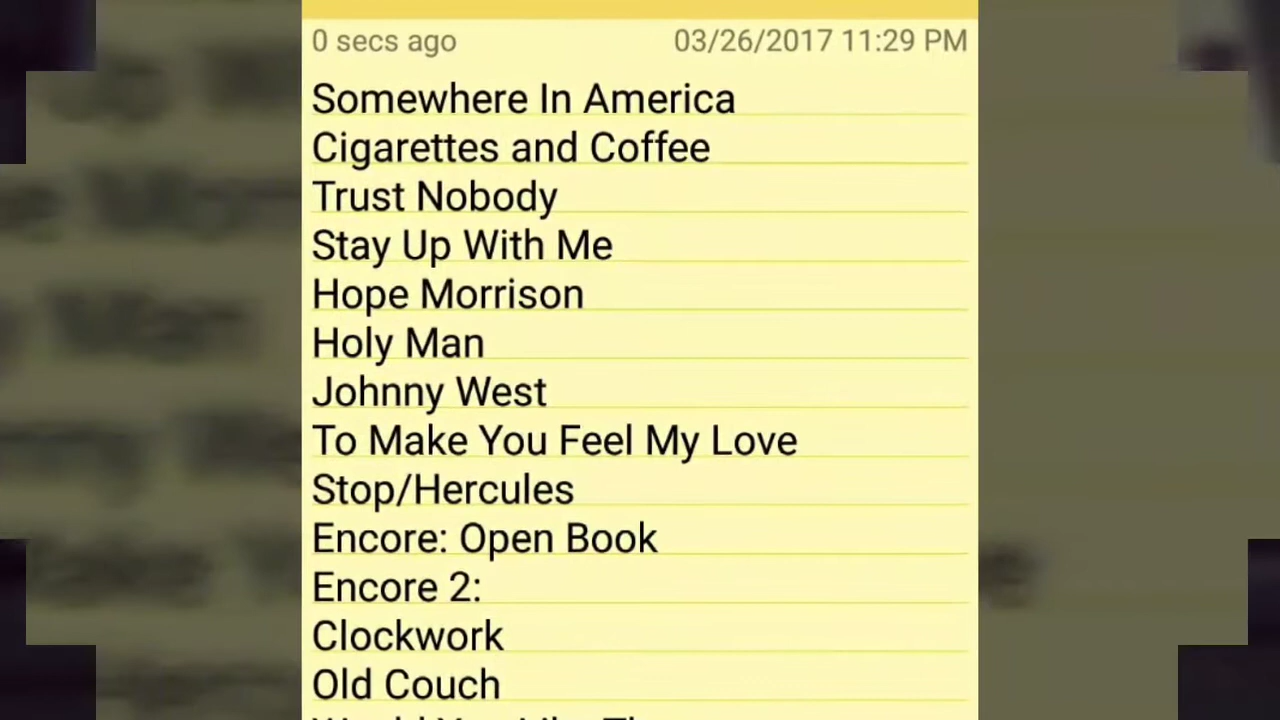 0 secs ago 03/26/2017 11:29 PM
Somewhere In America
Cigarettes and Coffee
Trust Nobody
Stay Up With Me
Hope Morrison
Holy Man
Johnny West
To Make You Feel My Love
Stop/Hercules
Encore: Open Book
Encore 2:
Clockwork
Old Couch